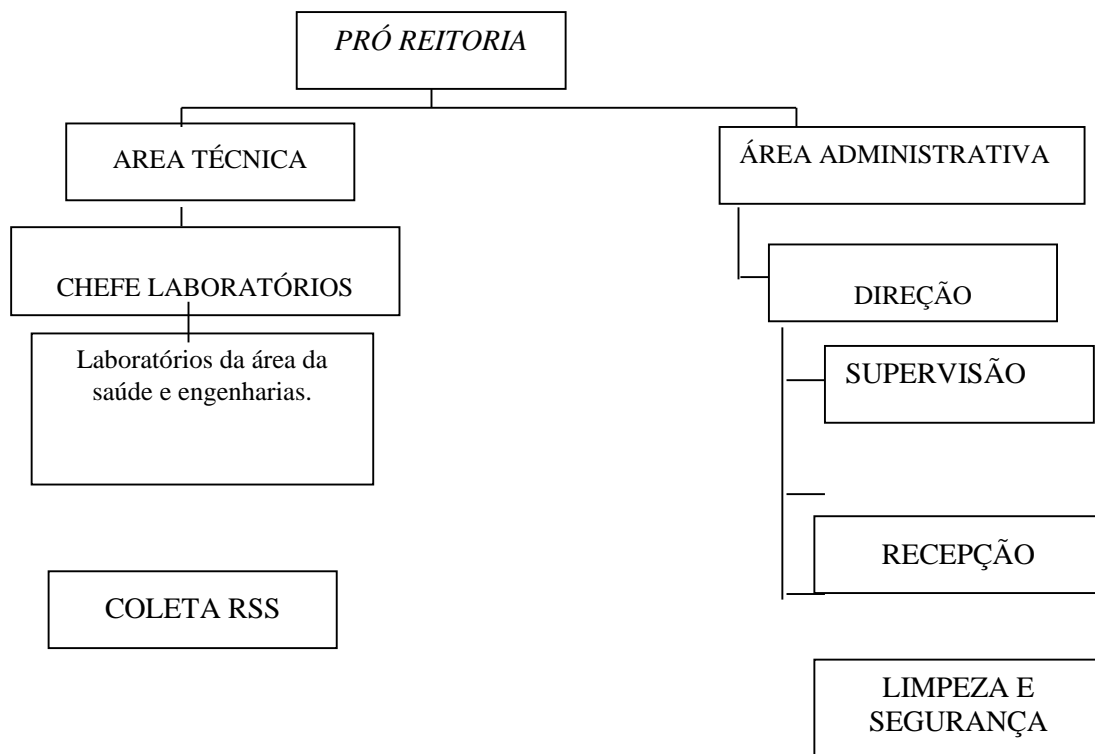 PRÓ REITORIA
AREA TÉCNICA
ÁREA ADMINISTRATIVA
CHEFE LABORATÓRIOS
DIREÇÃO
Laboratórios da área da
saúde e engenharias.
SUPERVISÃO
RECEPÇÃO
COLETA RSS
LIMPEZA E
SEGURANÇA